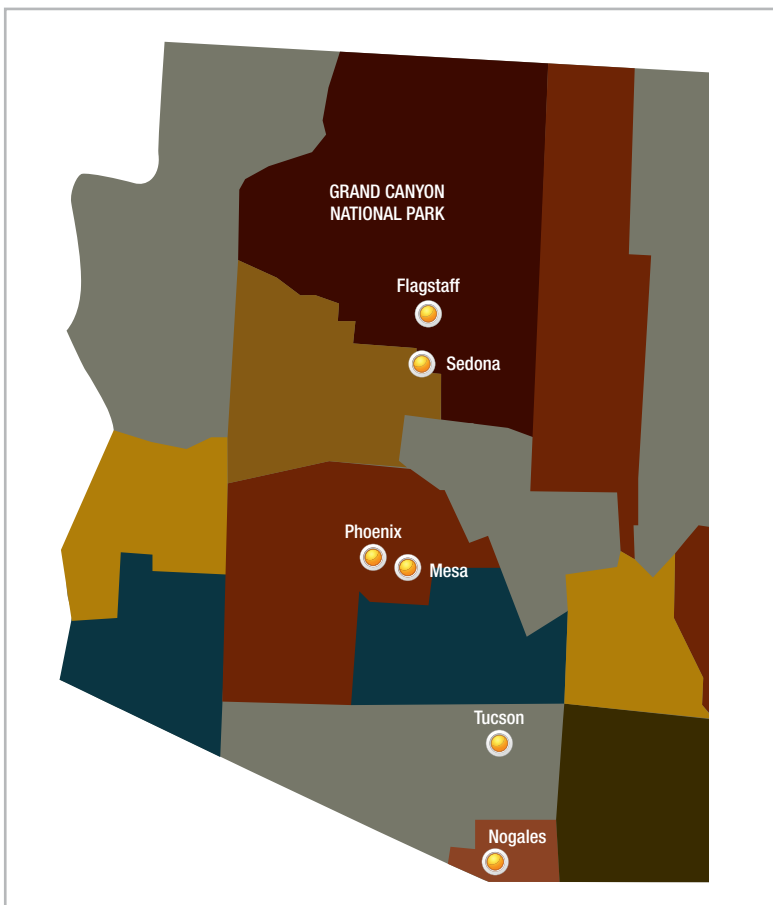 GRAND CANYON
NATIONAL PARK
Flagstaff
Sedona
Phoenix
Mesa
Tucson
Nogales